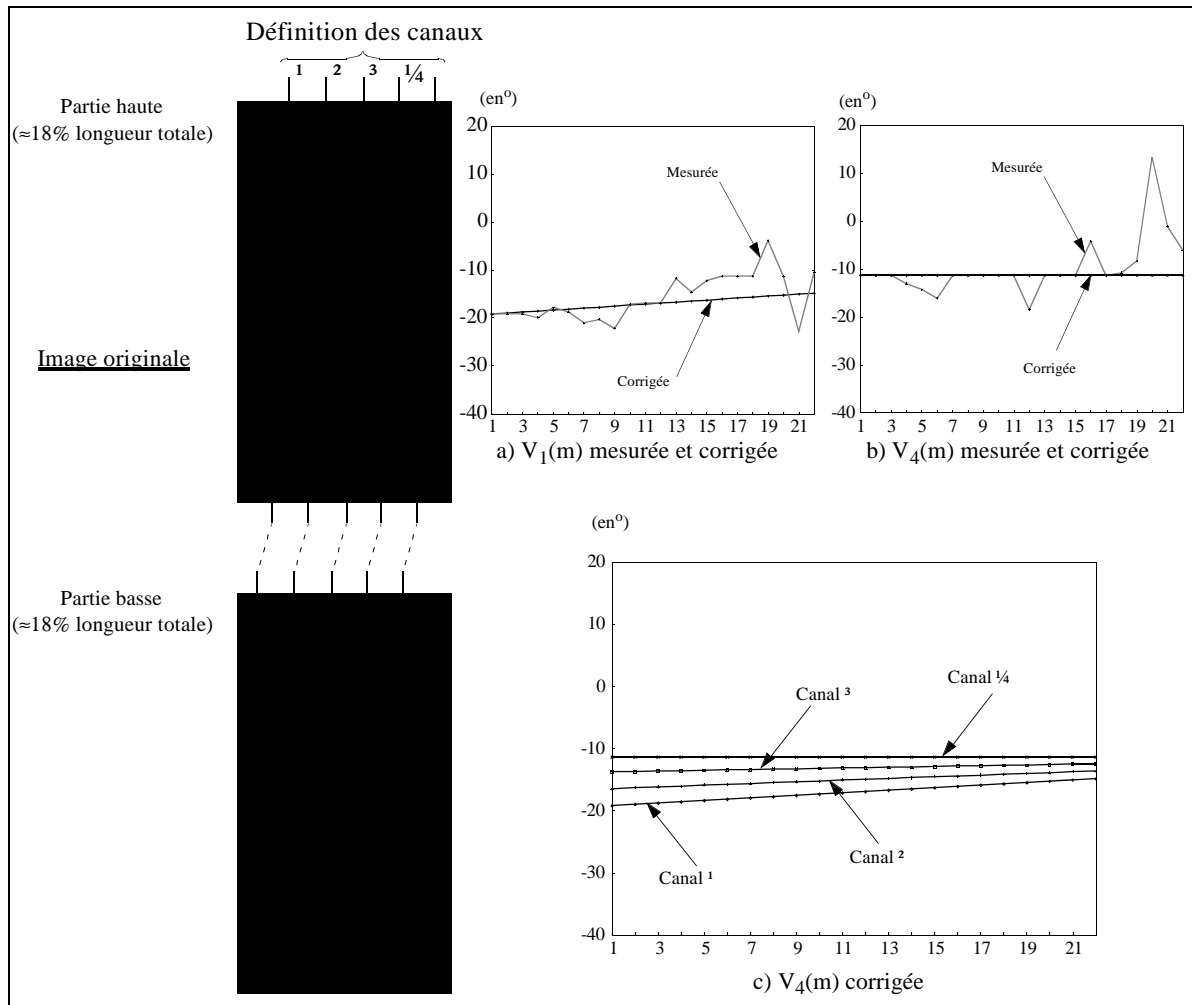 Définition des canaux
1 2 3 ¼
Partie haute
(≈18% longueur totale)
Image originale
Partie basse
(≈18% longueur totale)
(en°)
20
10
0
-10
-20
-30
-40
1 3 5 7 9 11 13 15 17 19 21
Mesurée
Corrigée
a) V₁(m) mesurée et corrigée
(en°)
20
10
0
-10
-20
-30
-40
1 3 5 7 9 11 13 15 17 19 21
Mesurée
Corrigée
b) V₄(m) mesurée et corrigée
(en°)
20
10
0
-10
-20
-30
-40
1 3 5 7 9 11 13 15 17 19 21
Canal ¼
Canal ³
Canal ²
Canal ¹
c) V₄(m) corrigée